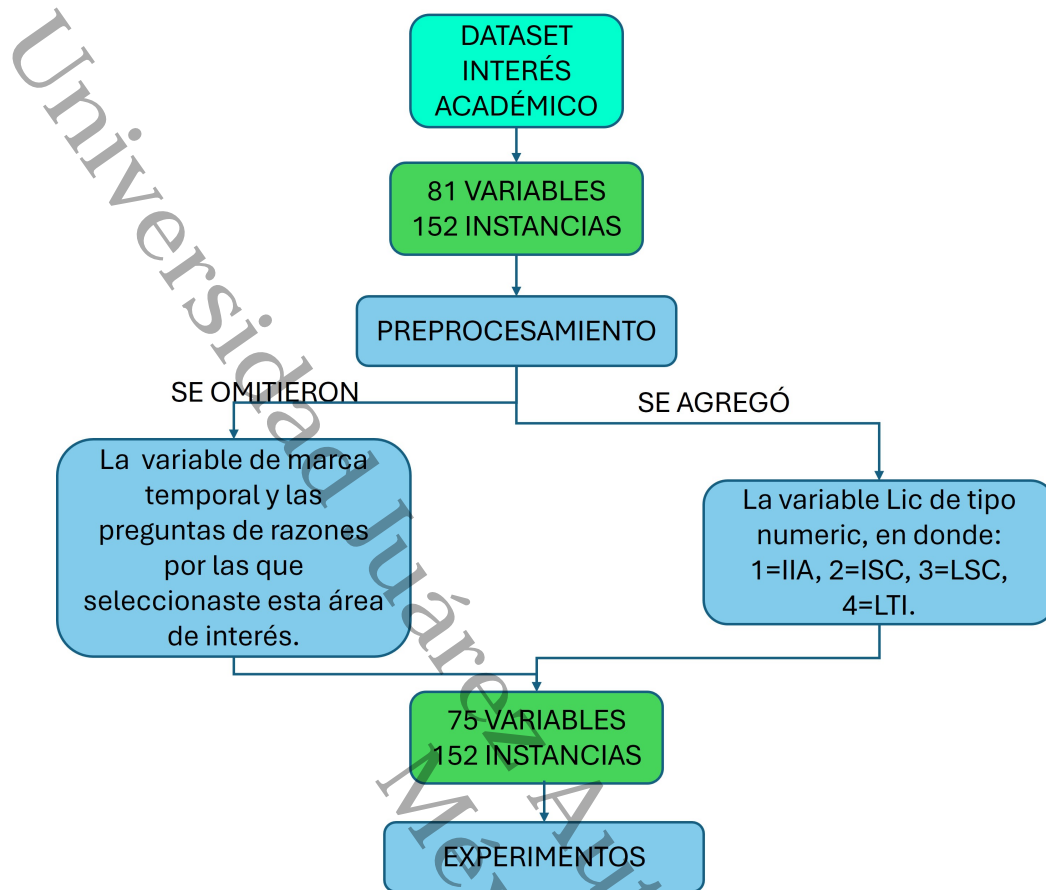 DATASET
INTERÉS
ACADÉMICO
81 VARIABLES
152 INSTANCIAS
PREPROCESAMIENTO
SE OMITIERON
SE AGREGÓ
La variable de marca
temporal y las
preguntas de razones
por las que
seleccionaste esta área
de interés.
La variable Lic de tipo
numeric, en donde:
1=IIA, 2=ISC, 3=LSC,
4=LTI.
75 VARIABLES
152 INSTANCIAS
EXPERIMENTOS
Universidad Juárez Aut
Méx